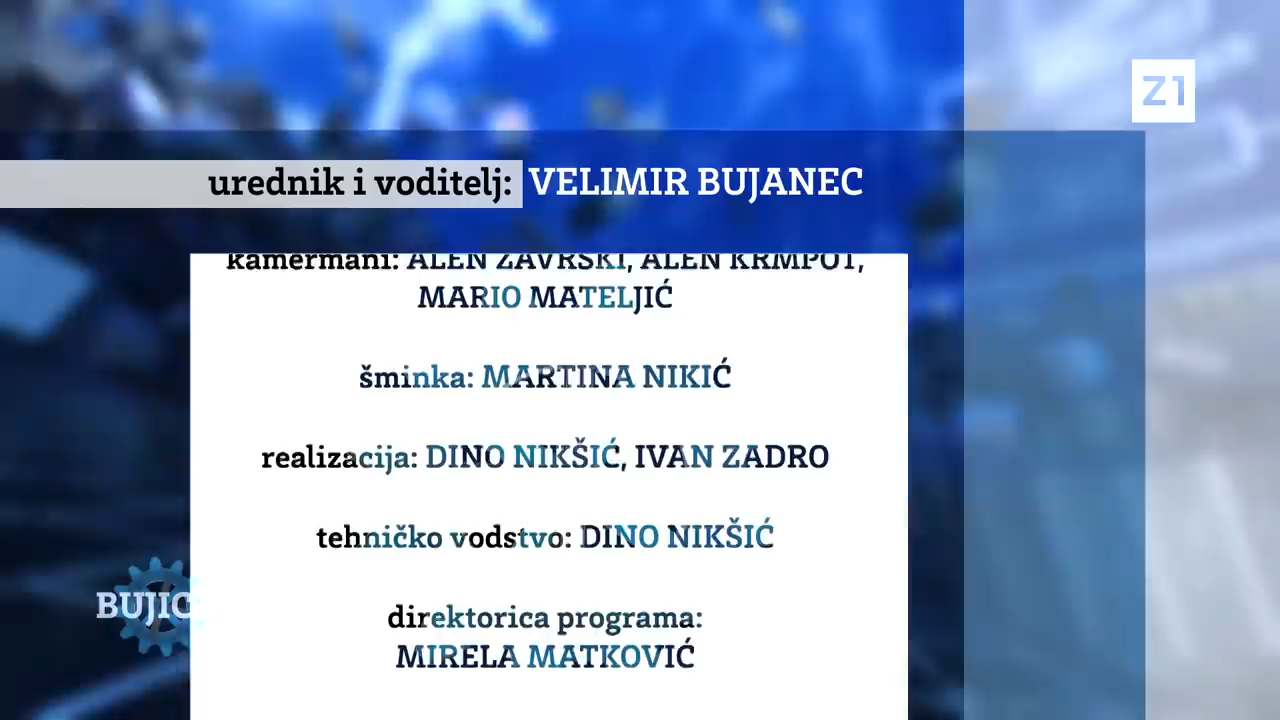 Z1
urednik i voditelj: VELIMIR BUJANEC
kamermani: ALEN ZAVRSKI, ALEN KRMPOT,
MARIO MATELJIĆ
šminka: MARTINA NIKIĆ
realizacija: DINO NIKŠIĆ, IVAN ZADRO
tehničko vodstvo: DINO NIKŠIĆ
BUJIC
direktorica programa:
MIRELA MATKOVIĆ